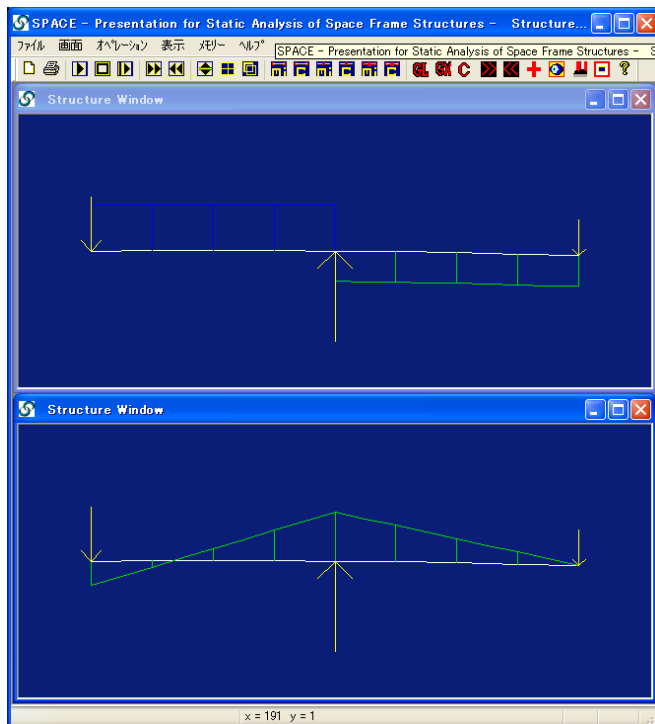 SPACE - Presentation for Static Analysis of Space Frame Structures - Structure...
ファイル 画面 オペレーション 表示 メモリー ヘルプ
SPACE - Presentation for Static Analysis of Space Frame Structures - S
GL GX C
Structure Window
Structure Window
x = 191 y = 1